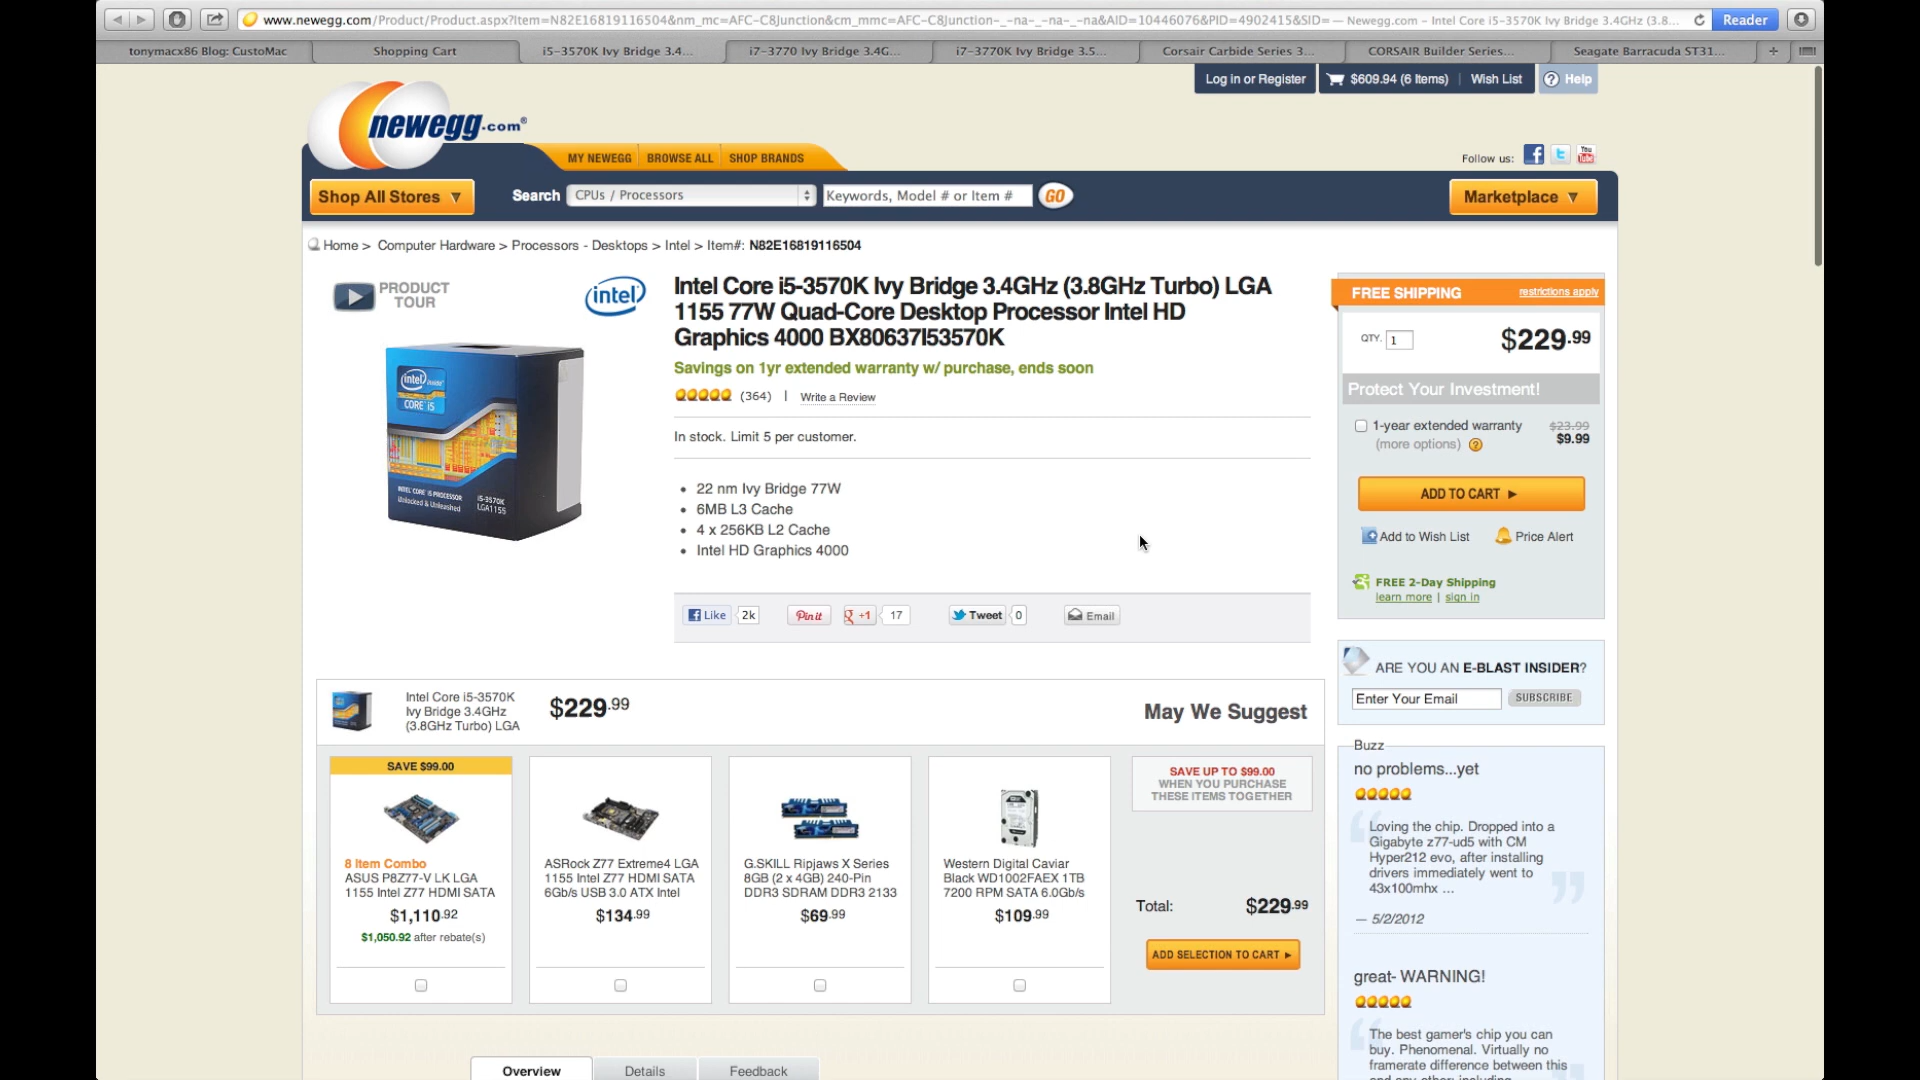 www.newegg.com/Product/Product.aspx?Item=N82E16819116504&nm_mc=AFC-C8Junction&cm_mmc=AFC-C8Junction-_-na-_-na-_-na&AID=10446076&PID=4902415&SID= — Newegg.com – Intel Core i5-3570K Ivy Bridge 3.4GHz (3.8...
Reader
tonymacx86 Blog: CustoMac
Shopping Cart
i5-3570K Ivy Bridge 3.4...
i7-3770 Ivy Bridge 3.4G...
i7-3770K Ivy Bridge 3.5...
Corsair Carbide Series 3...
CORSAIR Builder Series...
Seagate Barracuda ST31...
Log in or Register
$609.94 (6 Items)
Wish List
? Help
newegg.com®
MY NEWEGG
BROWSE ALL
SHOP BRANDS
Follow us:
You Tube
Shop All Stores ▼
Search
CPUs / Processors
Keywords, Model # or Item #
GO
Marketplace ▼
Home > Computer Hardware > Processors - Desktops > Intel > Item#: N82E16819116504
PRODUCT
TOUR
intel
Intel Core i5-3570K Ivy Bridge 3.4GHz (3.8GHz Turbo) LGA
1155 77W Quad-Core Desktop Processor Intel HD
Graphics 4000 BX80637I53570K
Savings on 1yr extended warranty w/ purchase, ends soon
(364) | Write a Review
In stock. Limit 5 per customer.
• 22 nm Ivy Bridge 77W
• 6MB L3 Cache
• 4 x 256KB L2 Cache
• Intel HD Graphics 4000
intel inside
CORE i5
INTEL CORE i5 PROCESSOR
Unlocked & Unleashed
i5-3570K
LGA1155
Like 2k
Pin it
+1 17
Tweet 0
Email
FREE SHIPPING
restrictions apply
QTY. 1
$229.99
Protect Your Investment!
1-year extended warranty
$23.99
(more options) ?
$9.99
ADD TO CART ►
Add to Wish List
Price Alert
FREE 2-Day Shipping
learn more | sign in
ARE YOU AN E-BLAST INSIDER?
Enter Your Email
SUBSCRIBE
Intel Core i5-3570K
Ivy Bridge 3.4GHz
(3.8GHz Turbo) LGA
$229.99
May We Suggest
SAVE $99.00
8 Item Combo
ASUS P8Z77-V LK LGA
1155 Intel Z77 HDMI SATA
$1,110.92
$1,050.92 after rebate(s)
ASRock Z77 Extreme4 LGA
1155 Intel Z77 HDMI SATA
6Gb/s USB 3.0 ATX Intel
$134.99
G.SKILL Ripjaws X Series
8GB (2 x 4GB) 240-Pin
DDR3 SDRAM DDR3 2133
$69.99
Western Digital Caviar
Black WD1002FAEX 1TB
7200 RPM SATA 6.0Gb/s
$109.99
SAVE UP TO $99.00
WHEN YOU PURCHASE
THESE ITEMS TOGETHER
Total: $229.99
ADD SELECTION TO CART ►
Buzz
no problems...yet
Loving the chip. Dropped into a
Gigabyte z77-ud5 with CM
Hyper212 evo, after installing
drivers immediately went to
43x100mhx ...
— 5/2/2012
great- WARNING!
The best gamer's chip you can
buy. Phenomenal. Virtually no
framerate difference between this
Overview
Details
Feedback